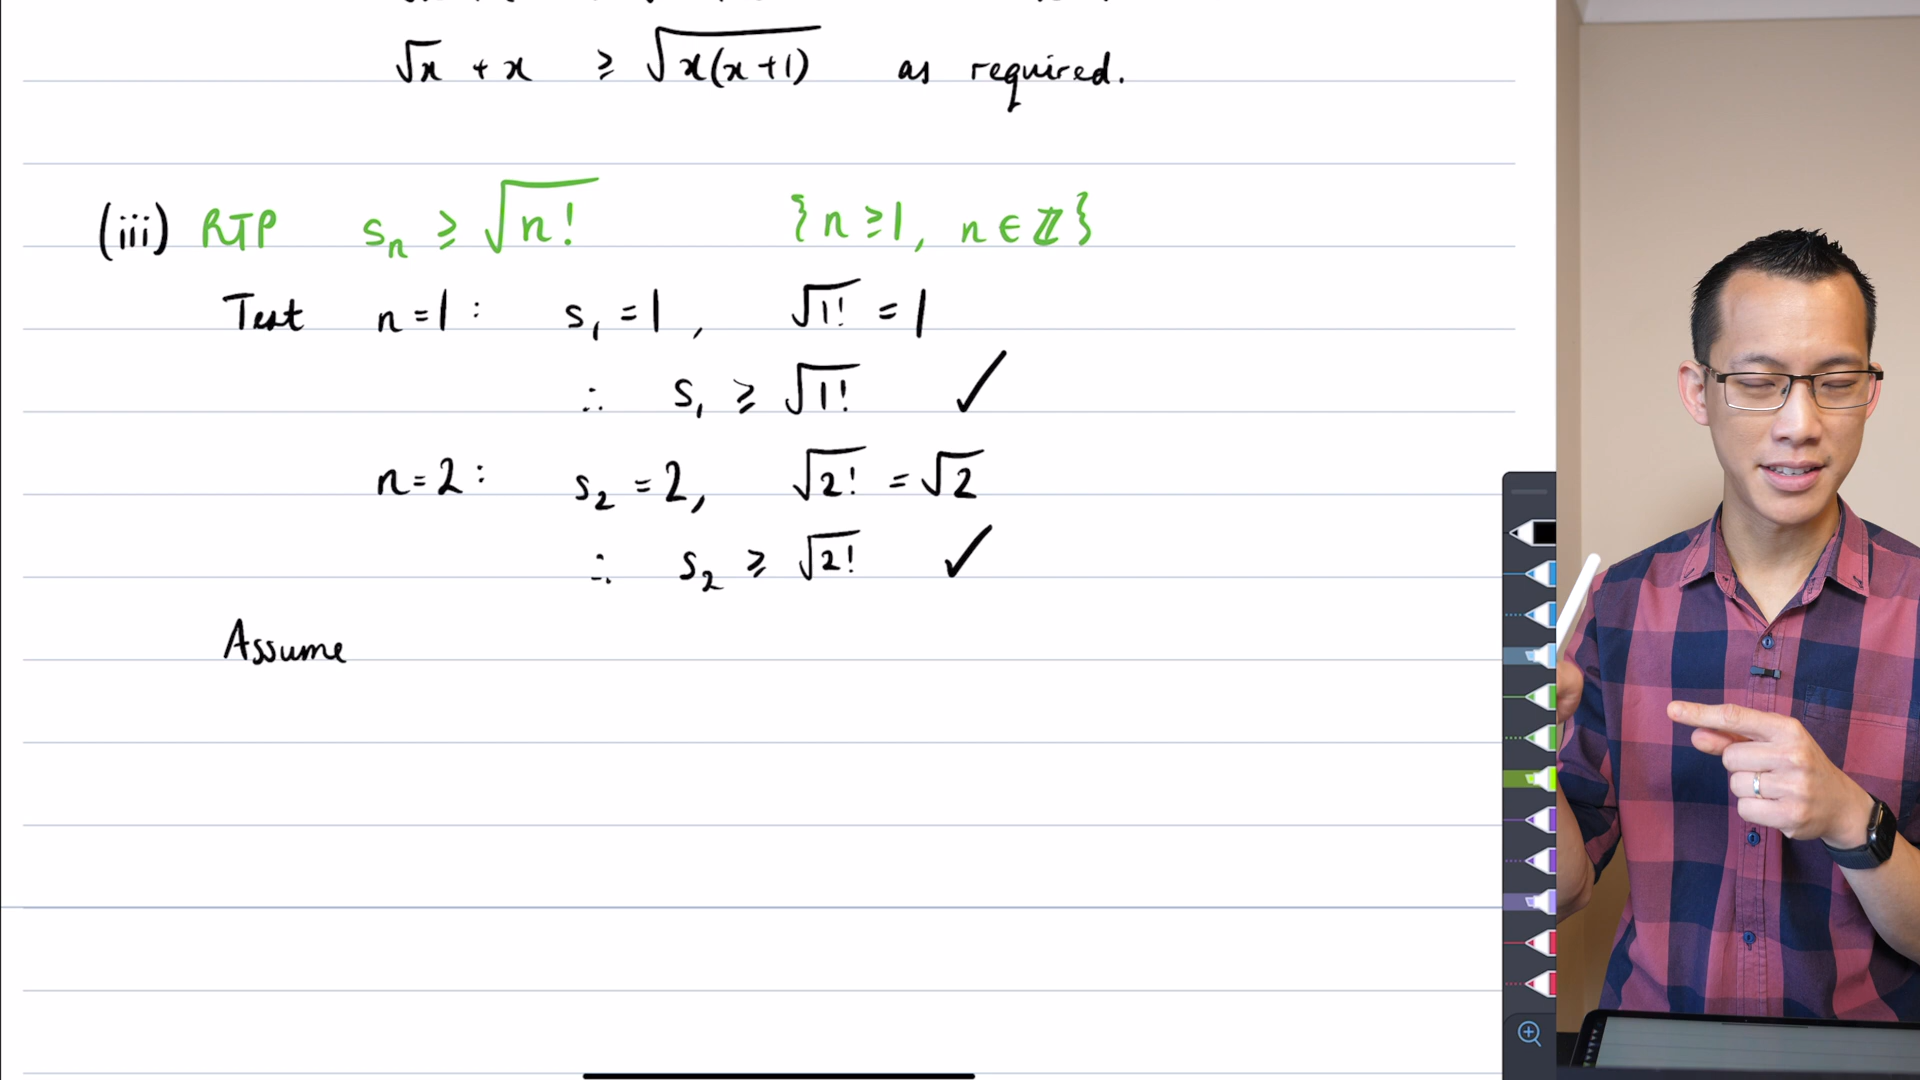 √x + x ≥ √x(x+1) as required.
(iii) RTP sₙ ≥ √n! {n ≥ 1, n ∈ ℤ}
Test n=1: s₁ = 1, √1! = 1
∴ s₁ ≥ √1! ✓
n=2: s₂ = 2, √2! = √2
∴ s₂ ≥ √2! ✓
Assume